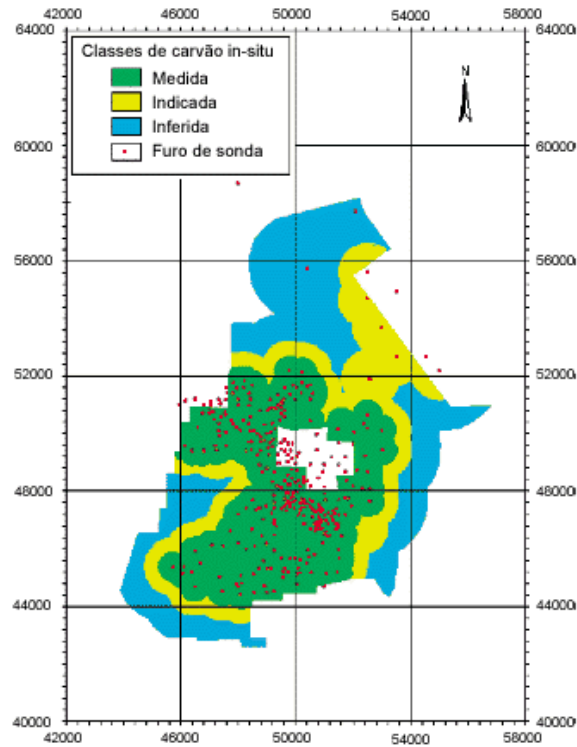 42000 46000 50000 54000 58000
64000 64000
Classes de carvão in-situ
Medida
Indicada
Inferida
Furo de sonda
N
60000 60000
56000 56000
52000 52000
48000 48000
44000 44000
40000 40000
42000 46000 50000 54000 58000